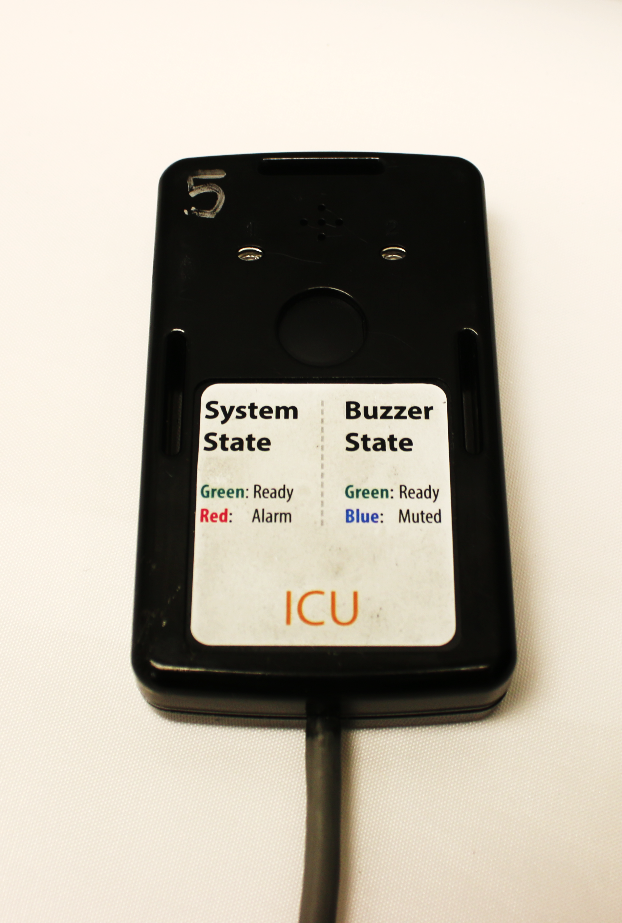 .5
System State
Green: Ready
Red: Alarm
Buzzer State
Green: Ready
Blue: Muted
ICU